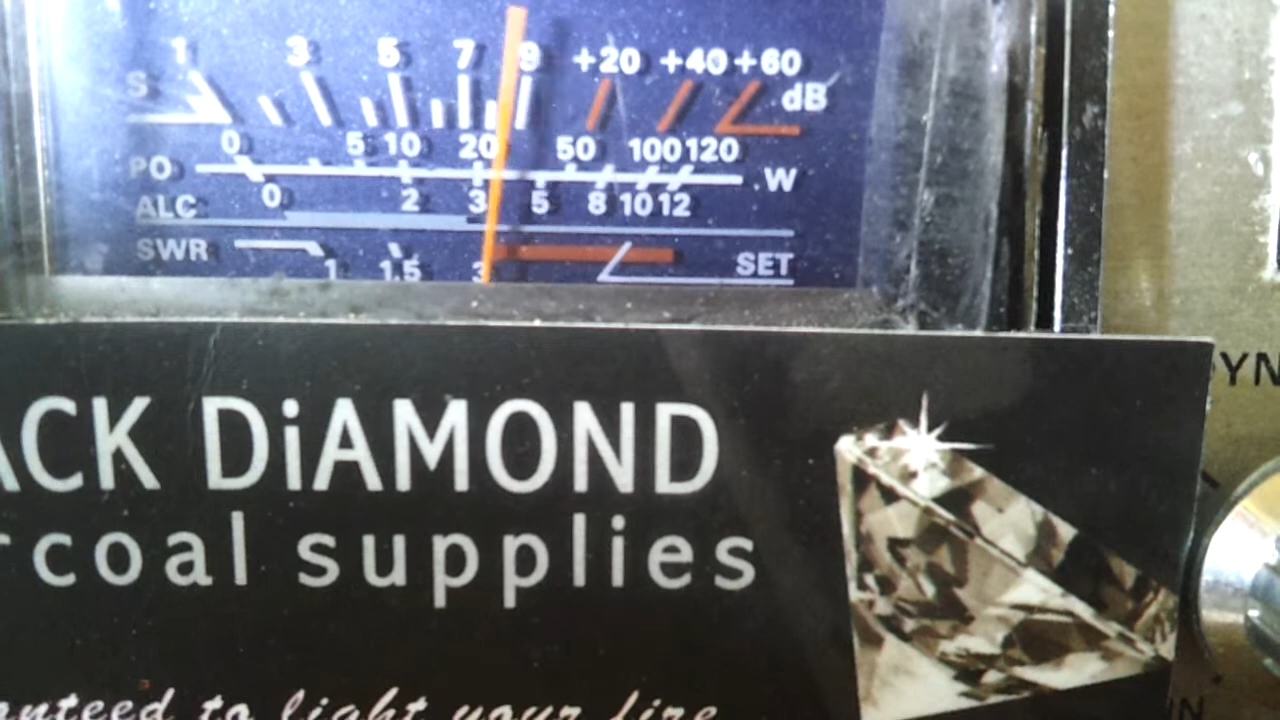 1 3 5 7 9 +20 +40 +60
S dB
0 5 10 20 50 100 120
PO W
0 2 3 5 8 10 12
ALC
SWR SET
1 1.5 3
YN
ACK DiAMOND
rcoal supplies
anteed to light your fire
IN